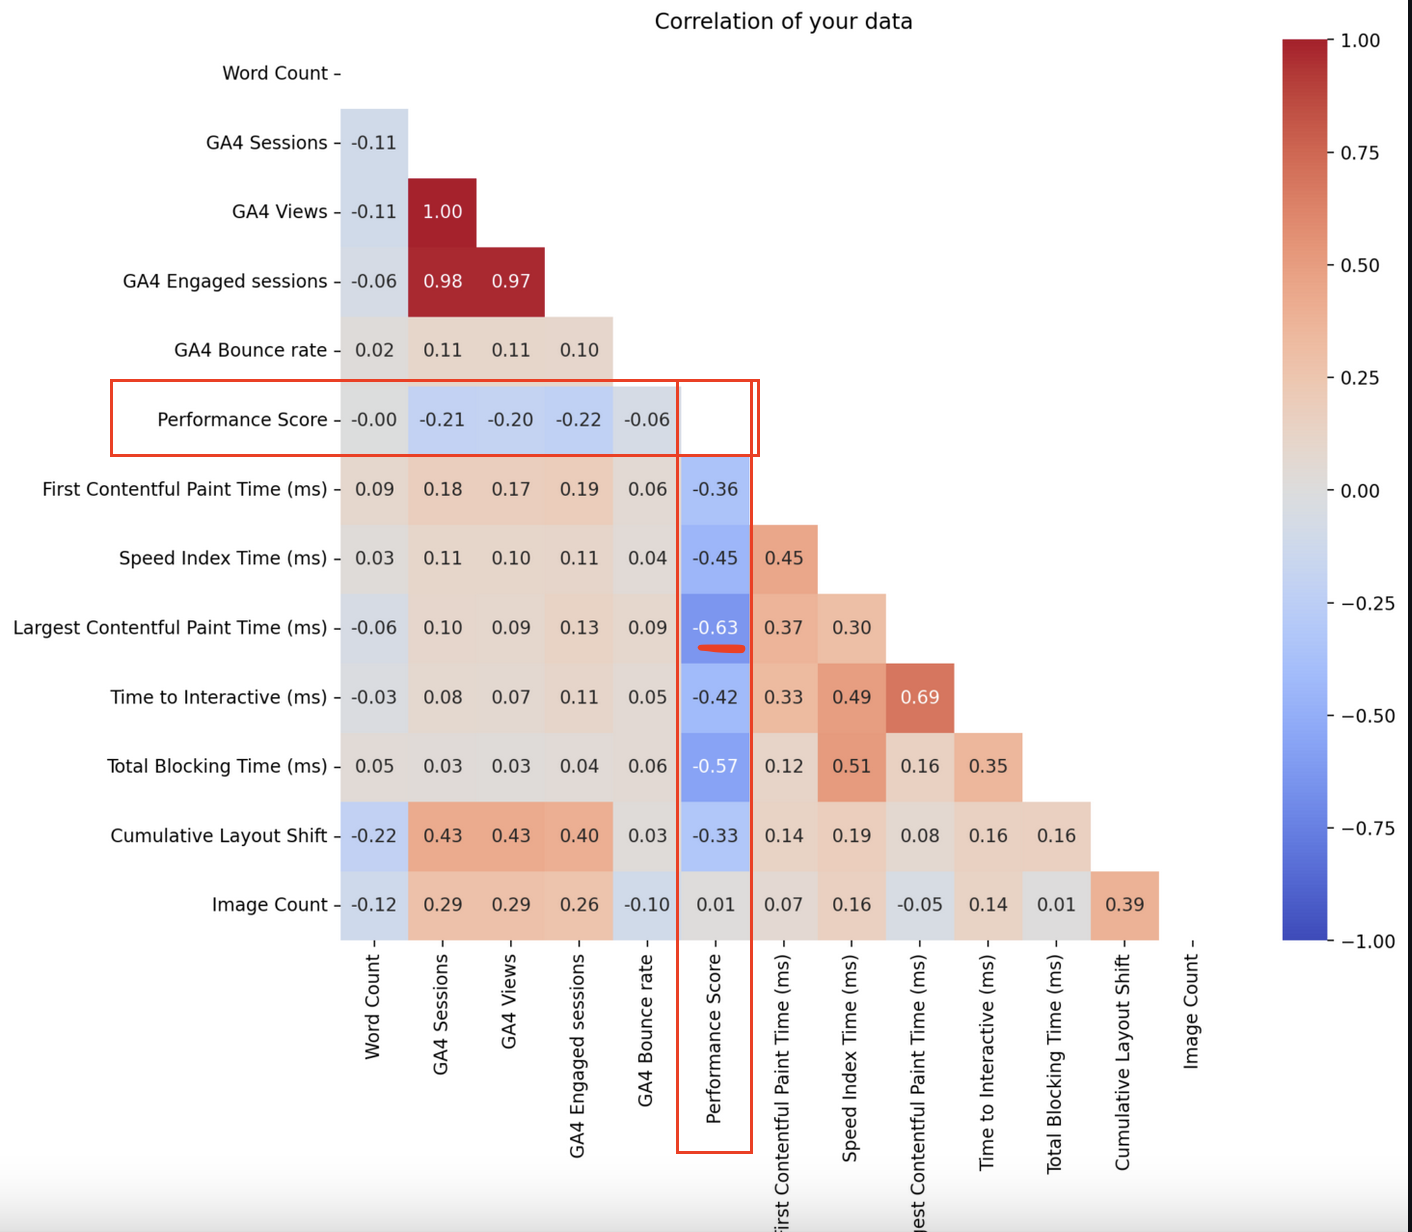 Correlation of your data
Word Count
GA4 Sessions -0.11
GA4 Views -0.11 1.00
GA4 Engaged sessions -0.06 0.98 0.97
GA4 Bounce rate 0.02 0.11 0.11 0.10
Performance Score -0.00 -0.21 -0.20 -0.22 -0.06
First Contentful Paint Time (ms) 0.09 0.18 0.17 0.19 0.06 -0.36
Speed Index Time (ms) 0.03 0.11 0.10 0.11 0.04 -0.45 0.45
Largest Contentful Paint Time (ms) -0.06 0.10 0.09 0.13 0.09 -0.63 0.37 0.30
Time to Interactive (ms) -0.03 0.08 0.07 0.11 0.05 -0.42 0.33 0.49 0.69
Total Blocking Time (ms) 0.05 0.03 0.03 0.04 0.06 -0.57 0.12 0.51 0.16 0.35
Cumulative Layout Shift -0.22 0.43 0.43 0.40 0.03 -0.33 0.14 0.19 0.08 0.16 0.16
Image Count -0.12 0.29 0.29 0.26 -0.10 0.01 0.07 0.16 -0.05 0.14 0.01 0.39
Word Count
GA4 Sessions
GA4 Views
GA4 Engaged sessions
GA4 Bounce rate
Performance Score
irst Contentful Paint Time (ms)
Speed Index Time (ms)
gest Contentful Paint Time (ms)
Time to Interactive (ms)
Total Blocking Time (ms)
Cumulative Layout Shift
Image Count
1.00
0.75
0.50
0.25
0.00
−0.25
−0.50
−0.75
−1.00